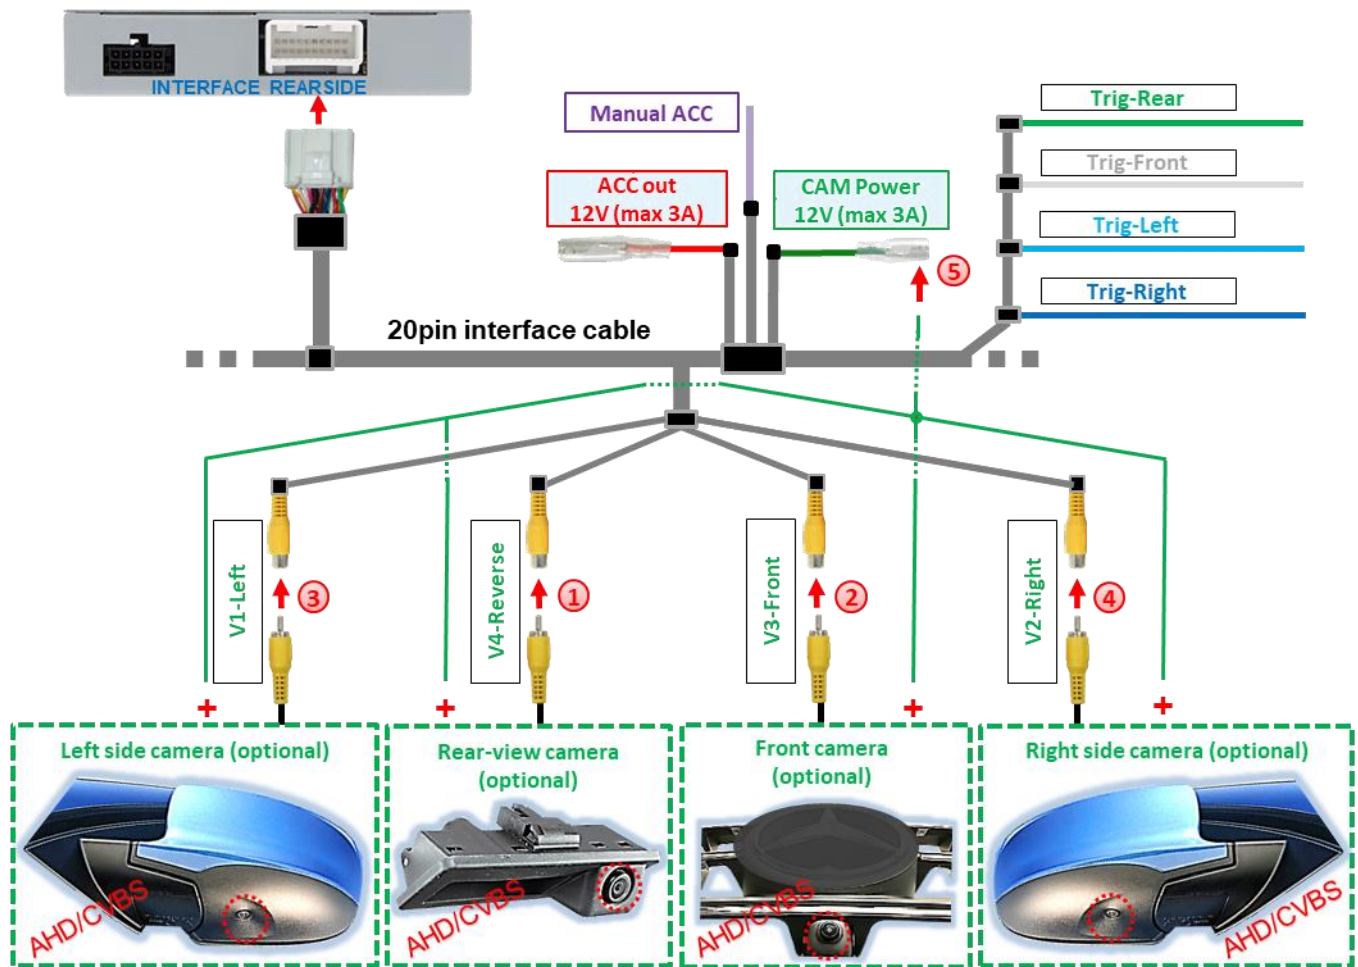 INTERFACE REARSIDE
Manual ACC
ACC out
12V (max 3A)
CAM Power
12V (max 3A)
5
Trig-Rear
Trig-Front
Trig-Left
Trig-Right
20pin interface cable
V1-Left
3
V4-Reverse
1
V3-Front
2
V2-Right
4
+
+
+
+
Left side camera (optional)
AHD/CVBS
Rear-view camera
(optional)
AHD/CVBS
Front camera
(optional)
AHD/CVBS
Right side camera (optional)
AHD/CVBS